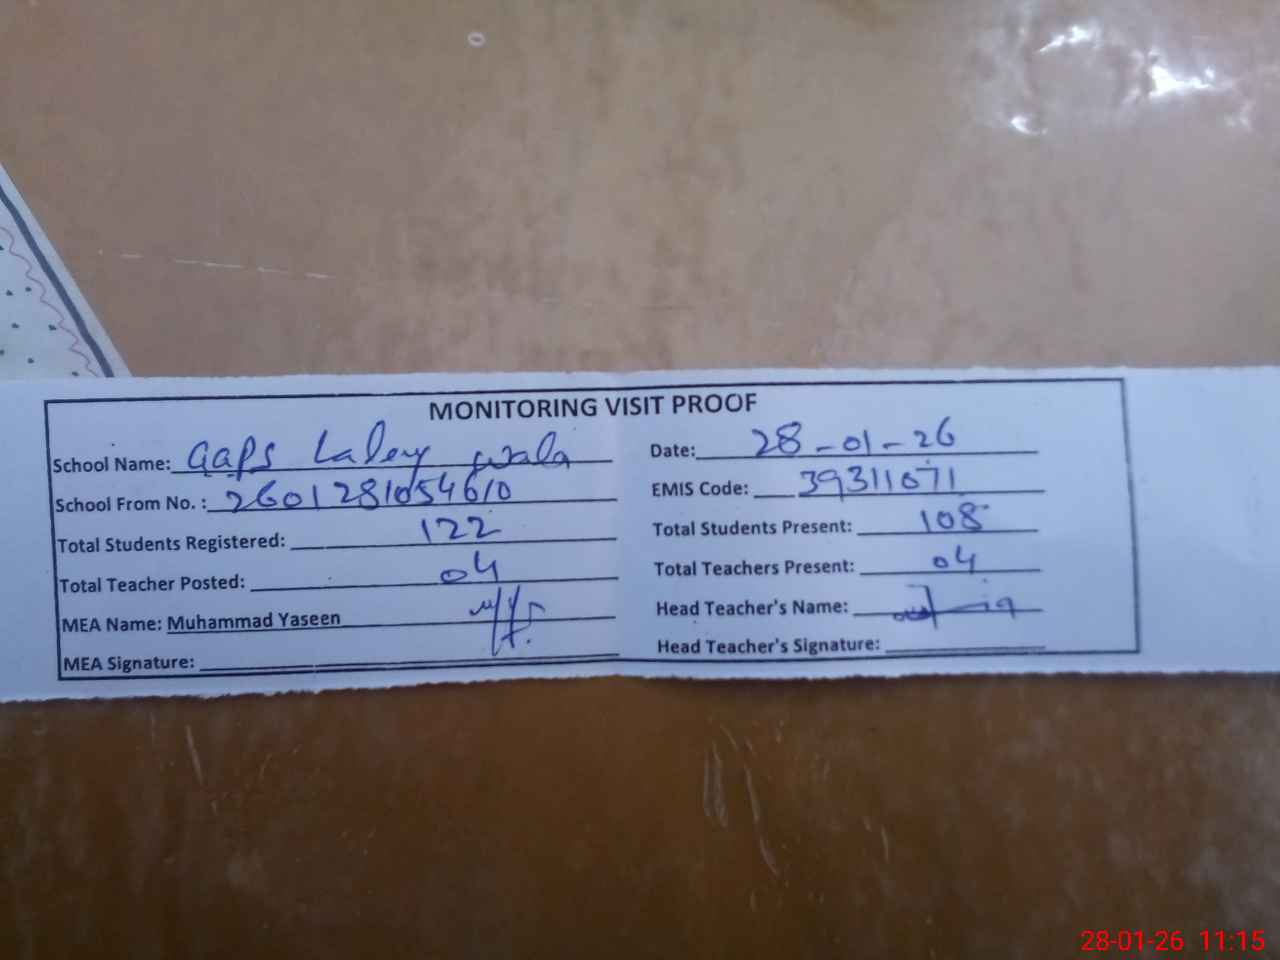 MONITORING VISIT PROOF
School Name: GGPS Laley wala
Date: 28-01-26
School From No. : 2601281054610
EMIS Code: 39311071
Total Students Registered: 122
Total Students Present: 108
Total Teacher Posted: 04
Total Teachers Present: 04
MEA Name: Muhammad Yaseen
Head Teacher's Name:
MEA Signature:
Head Teacher's Signature:
28-01-26 11:15